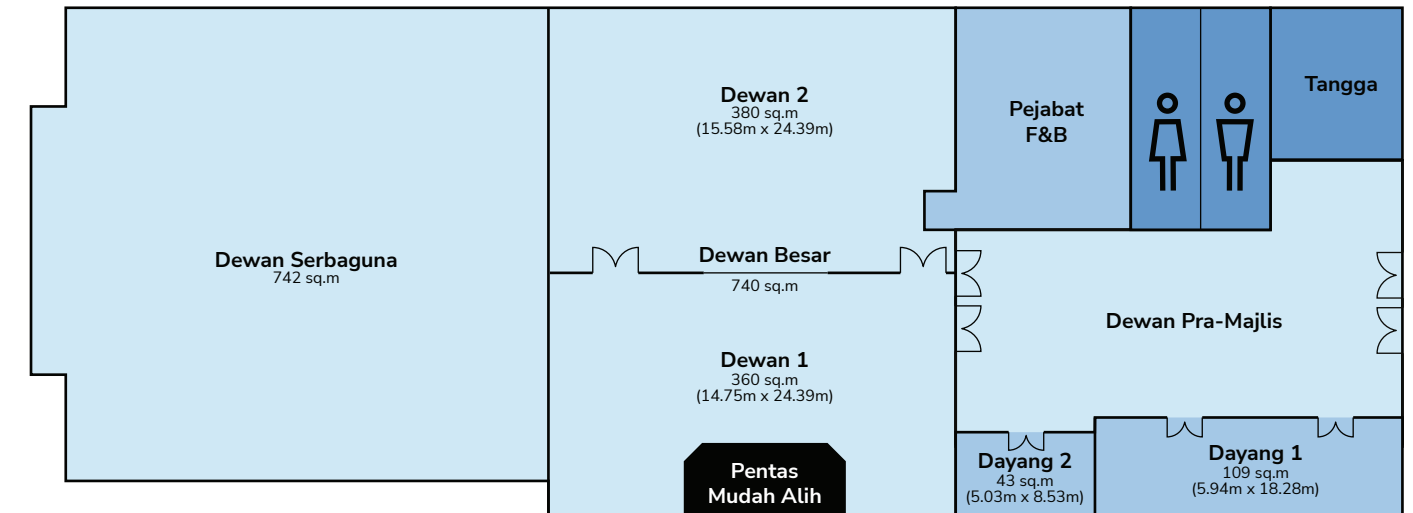 Dewan Serbaguna
742 sq.m
Dewan 2
380 sq.m
(15.58m x 24.39m)
Dewan Besar
740 sq.m
Dewan 1
360 sq.m
(14.75m x 24.39m)
Pentas
Mudah Alih
Pejabat
F&B
Tangga
Dewan Pra-Majlis
Dayang 2
43 sq.m
(5.03m x 8.53m)
Dayang 1
109 sq.m
(5.94m x 18.28m)